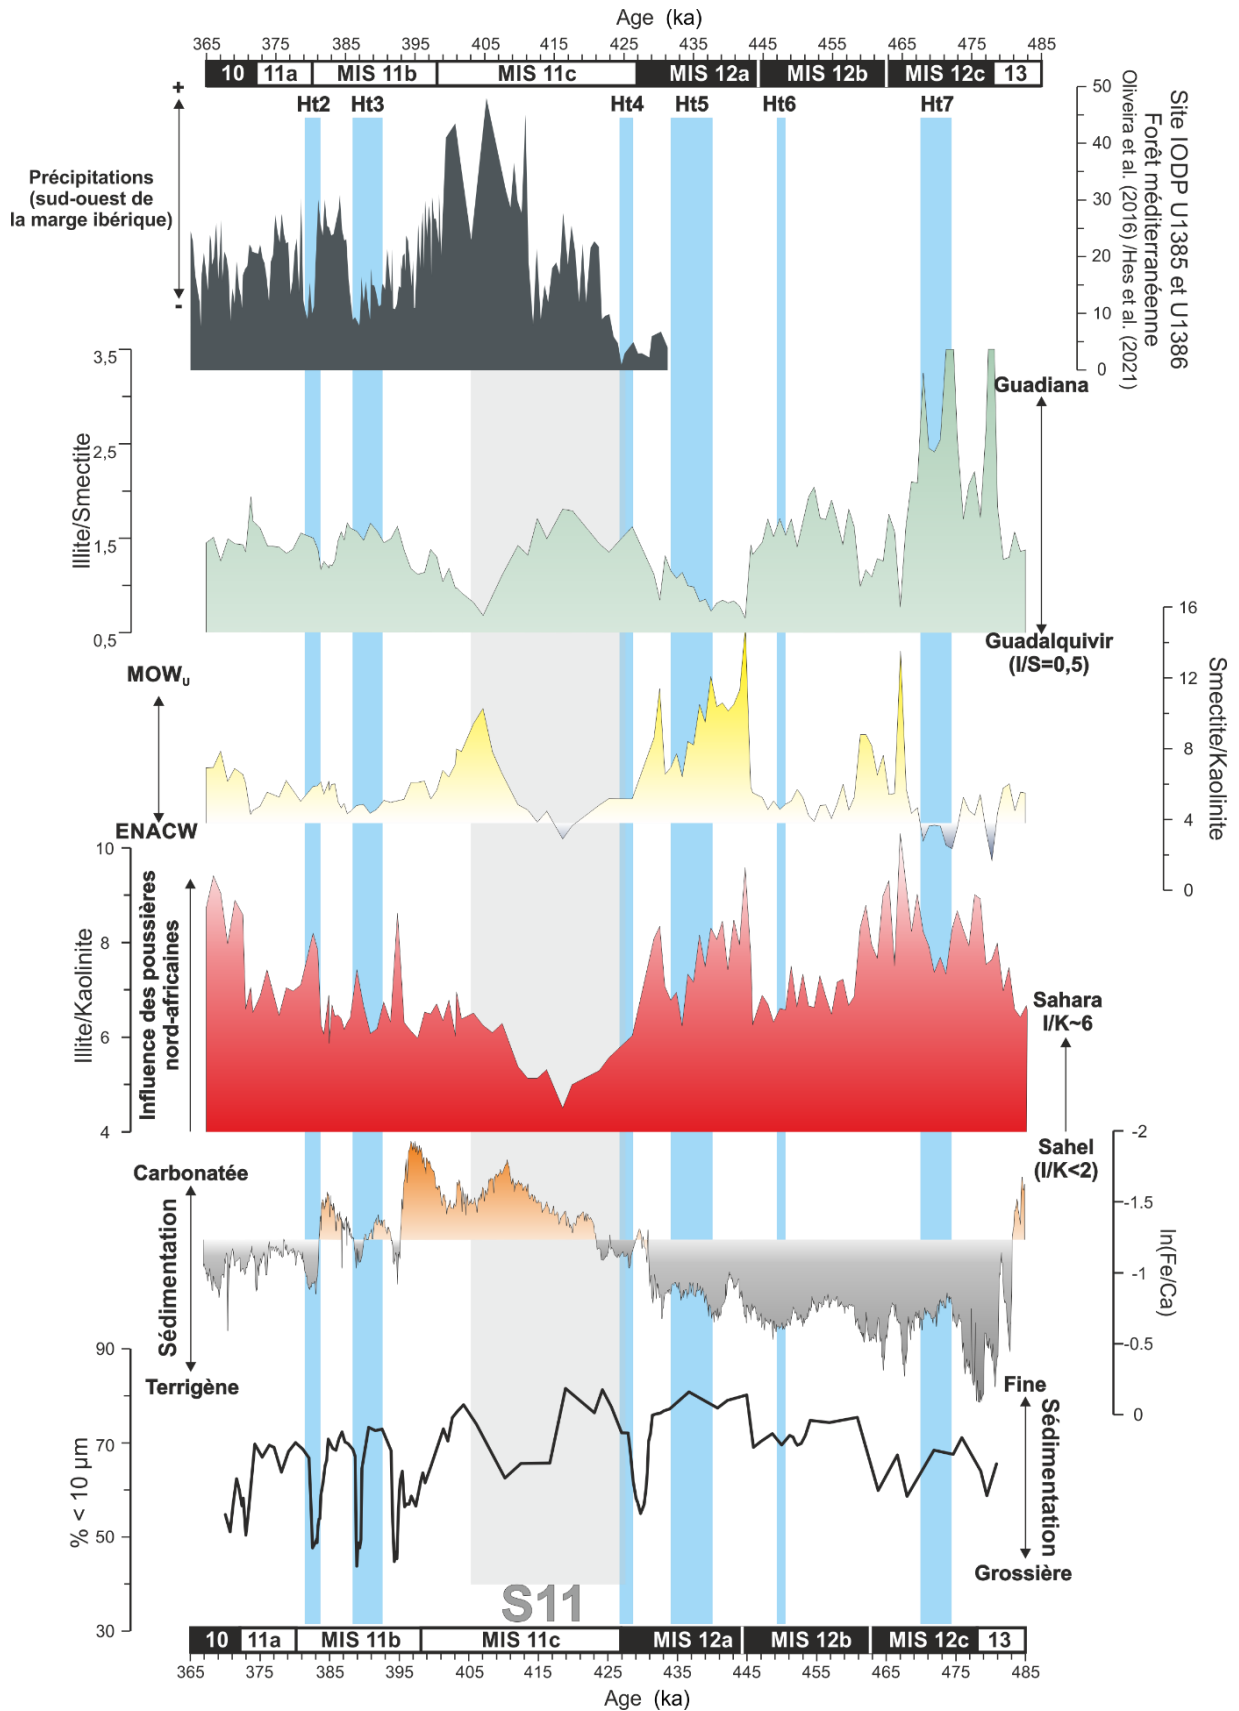 Age (ka)
365 375 385 395 405 415 425 435 445 455 465 475 485
10 11a MIS 11b MIS 11c MIS 12a MIS 12b MIS 12c 13
Ht2 Ht3 Ht4 Ht5 Ht6 Ht7
+
-
Précipitations
(sud-ouest de
la marge ibérique)
50
40
30
20
10
0
Site IODP U1385 et U1386
Forêt méditerranéenne
Oliveira et al. (2016) /Hes et al. (2021)
3,5
2,5
1,5
0,5
Illite/Smectite
Guadiana
Guadalquivir
(I/S=0,5)
MOWᵤ
ENACW
16
12
8
4
0
Smectite/Kaolinite
10
8
6
4
Illite/Kaolinite
Influence des poussières
nord-africaines
Sahara
I/K~6
Sahel
(I/K<2)
Carbonatée
Sédimentation
Terrigène
-2
-1.5
-1
-0.5
0
ln(Fe/Ca)
90
70
50
30
% < 10 µm
Fine
Sédimentation
Grossière
S11
10 11a MIS 11b MIS 11c MIS 12a MIS 12b MIS 12c 13
365 375 385 395 405 415 425 435 445 455 465 475 485
Age (ka)